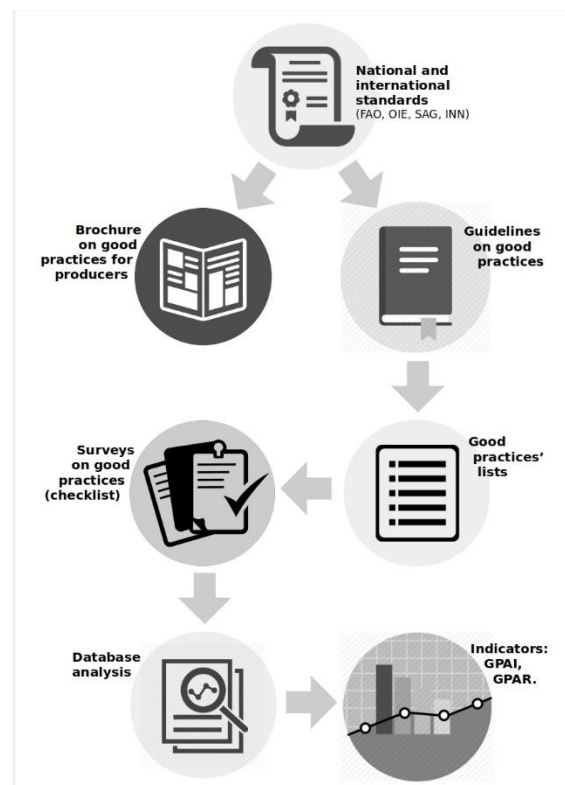 National and
international
standards
(FAO, OIE, SAG, INN)
Brochure
on good
practices for
producers
Guidelines
on good
practices
Good
practices’
lists
Surveys
on good
practices
(checklist)
Database
analysis
Indicators:
GPAI,
GPAR.